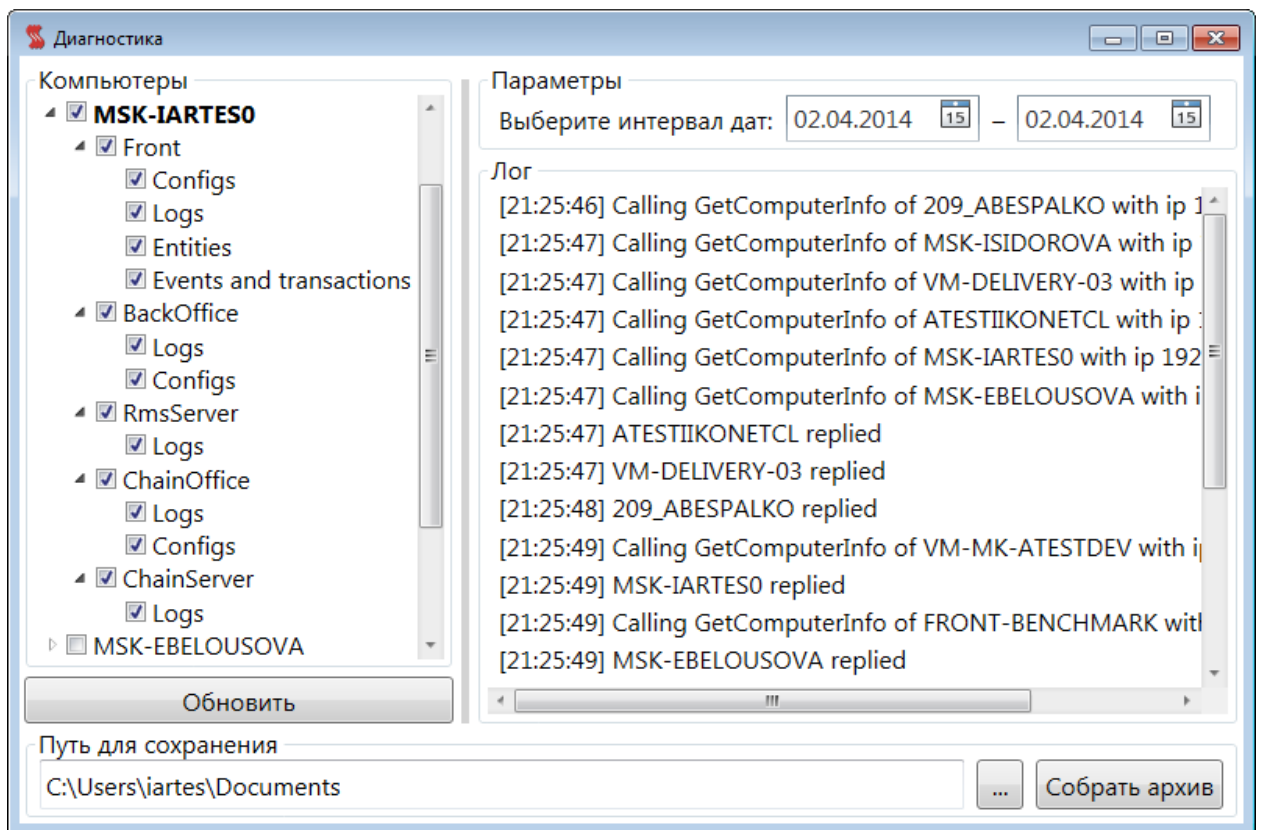 Диагностика
Компьютеры
MSK-IARTES0
Front
Configs
Logs
Entities
Events and transactions
BackOffice
Logs
Configs
RmsServer
Logs
ChainOffice
Logs
Configs
ChainServer
Logs
MSK-EBELOUSOVA
Обновить
Параметры
Выберите интервал дат: 02.04.2014 15 – 02.04.2014 15
Лог
[21:25:46] Calling GetComputerInfo of 209_ABESPALKO with ip 1
[21:25:47] Calling GetComputerInfo of MSK-ISIDOROVA with ip
[21:25:47] Calling GetComputerInfo of VM-DELIVERY-03 with ip
[21:25:47] Calling GetComputerInfo of ATESTIIKONETCL with ip
[21:25:47] Calling GetComputerInfo of MSK-IARTES0 with ip 192
[21:25:47] Calling GetComputerInfo of MSK-EBELOUSOVA with i
[21:25:47] ATESTIIKONETCL replied
[21:25:47] VM-DELIVERY-03 replied
[21:25:48] 209_ABESPALKO replied
[21:25:49] Calling GetComputerInfo of VM-MK-ATESTDEV with i
[21:25:49] MSK-IARTES0 replied
[21:25:49] Calling GetComputerInfo of FRONT-BENCHMARK with
[21:25:49] MSK-EBELOUSOVA replied
Путь для сохранения
C:\Users\iartes\Documents
...
Собрать архив